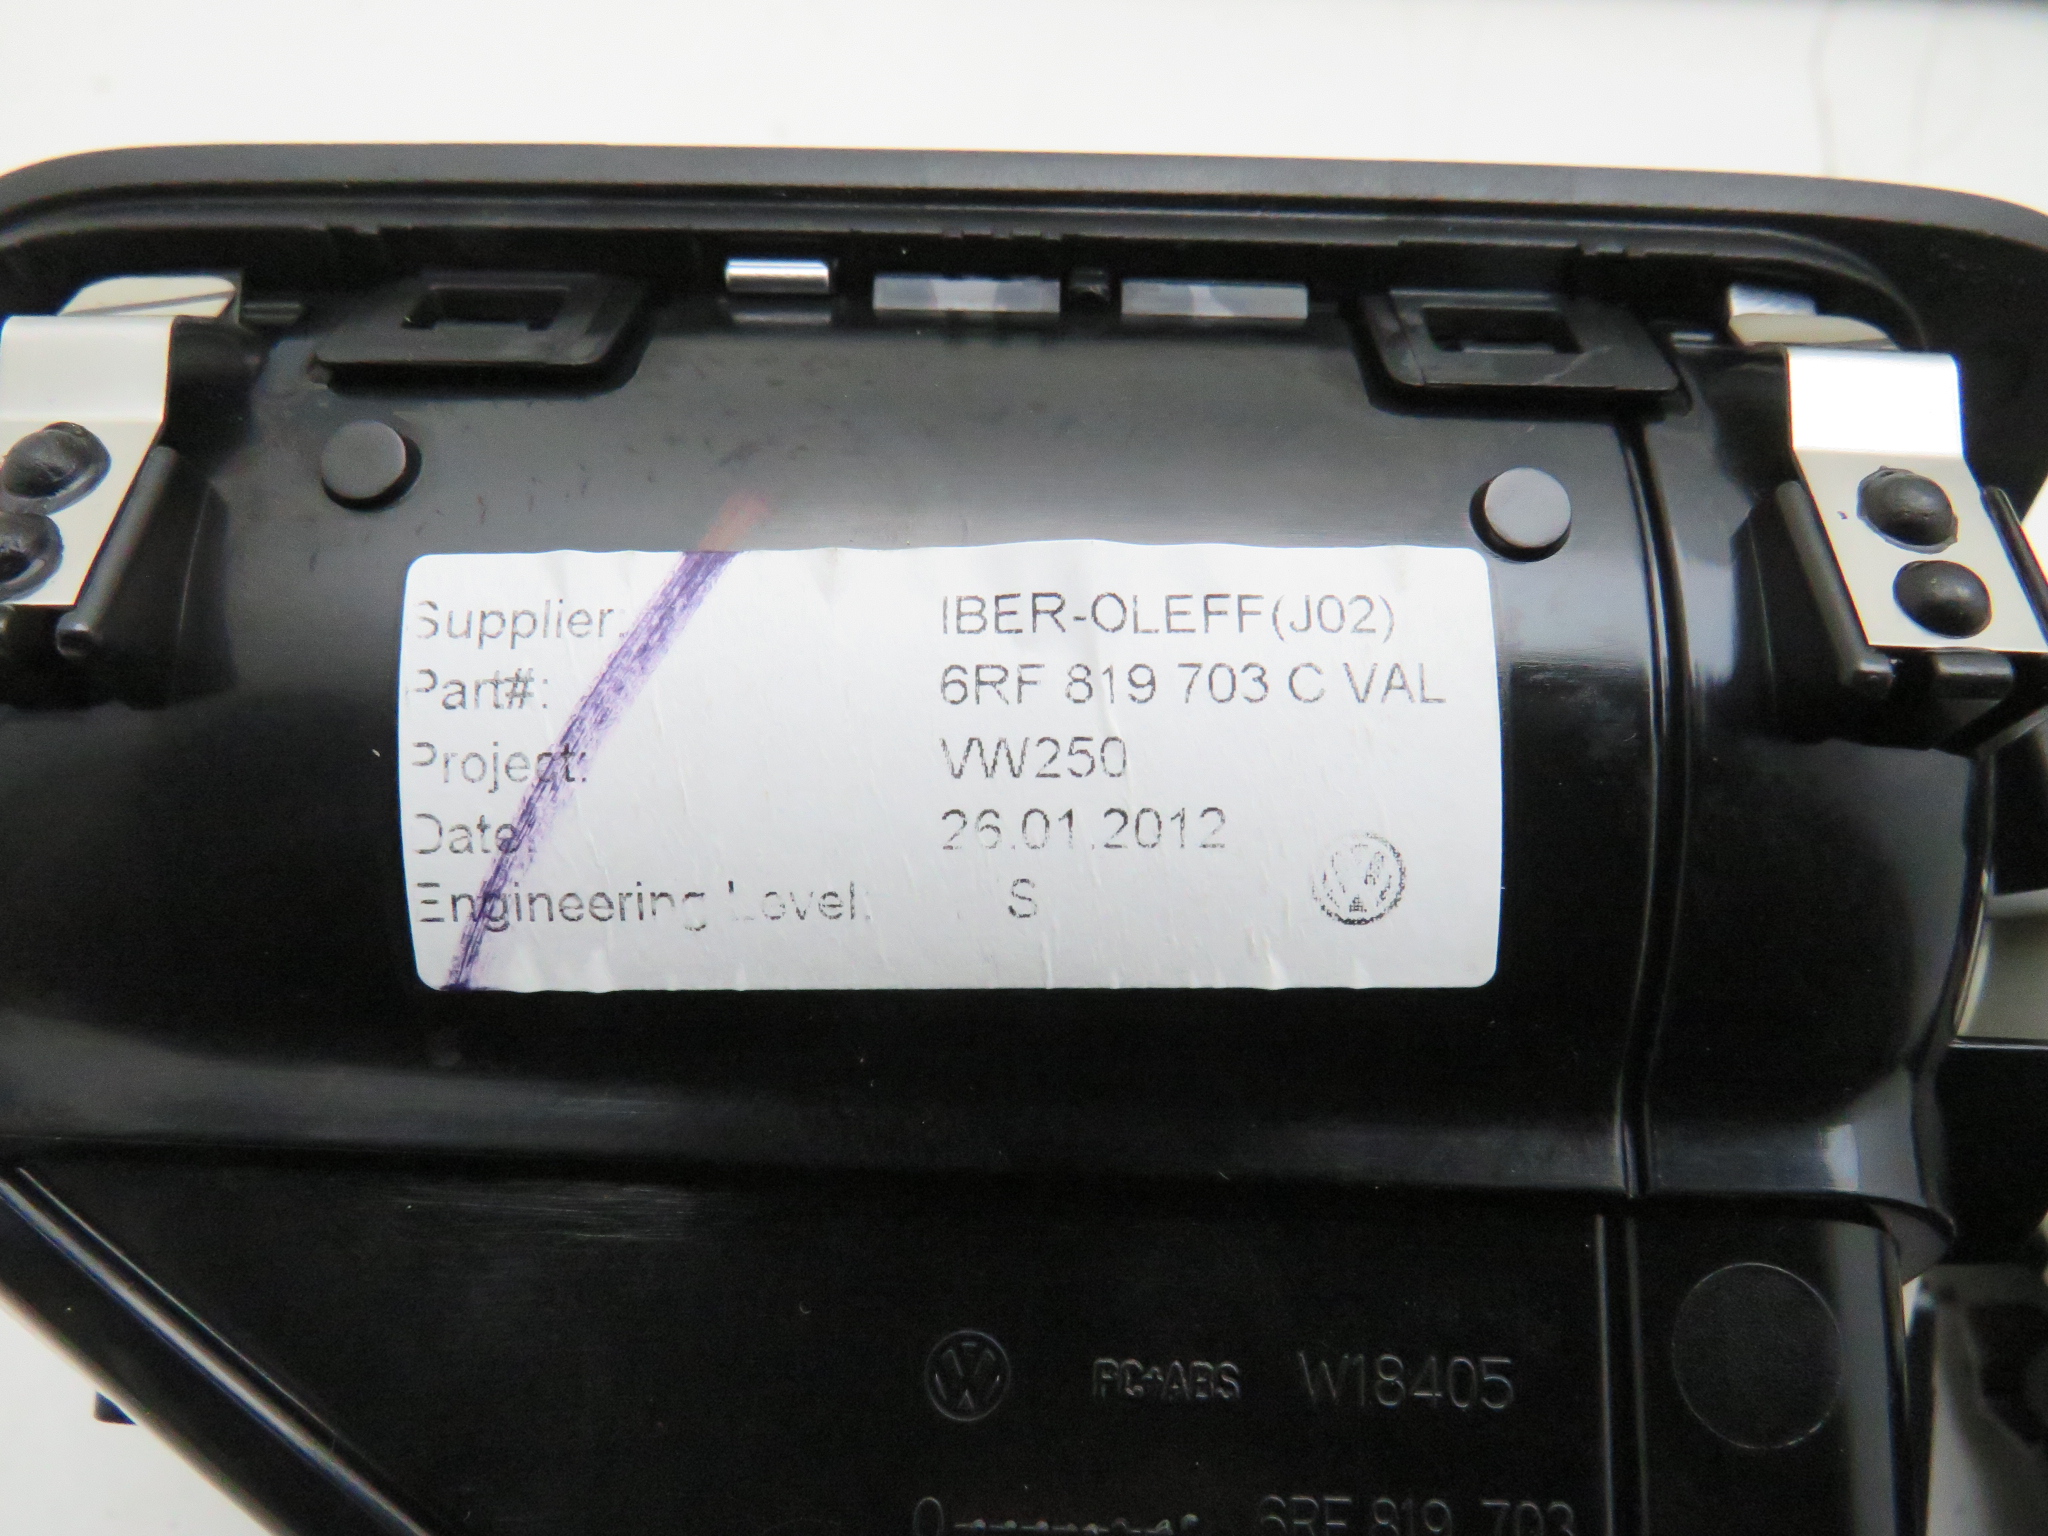 Supplier: IBER-OLEFF(J02)
Part#: 6RF 819 703 C VAL
Project: VW250
Date: 26.01.2012
Engineering Level: S
PC+ABS W18405
6RF 819 703